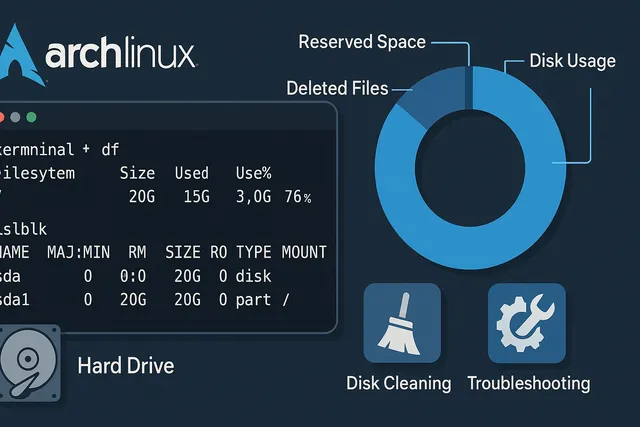 archlinux
Reserved Space
Disk Usage
Deleted Files
ermninal + df
ilesytem Size Used Use%
/ 20G 15G 3,0G 76%
lslblk
NAME MAJ:MIN RM SIZE RO TYPE MOUNT
sda 0 0:0 20G 0 disk
sda1 0 20G 20G 0 part /
Hard Drive
Disk Cleaning
Troubleshooting